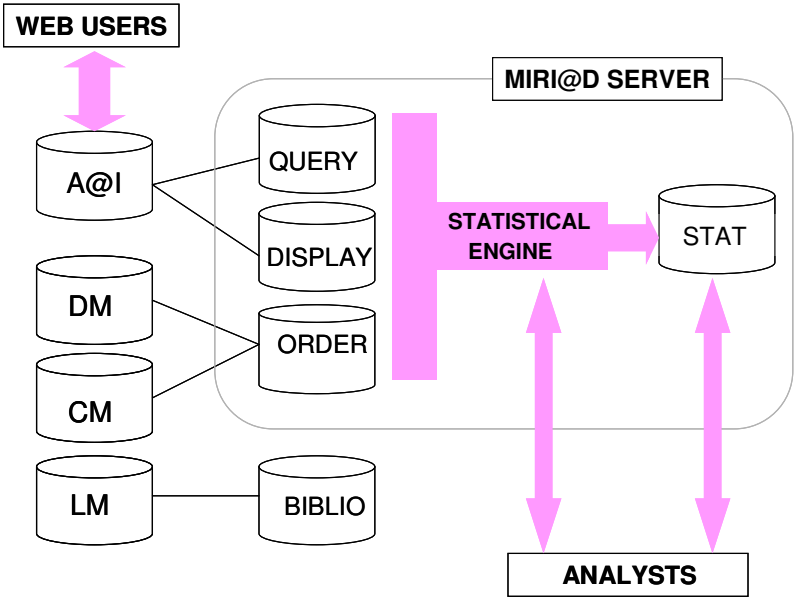 WEB USERS
MIRI@D SERVER
A@I
QUERY
DISPLAY
STATISTICAL
ENGINE
STAT
DM
ORDER
CM
LM
BIBLIO
ANALYSTS